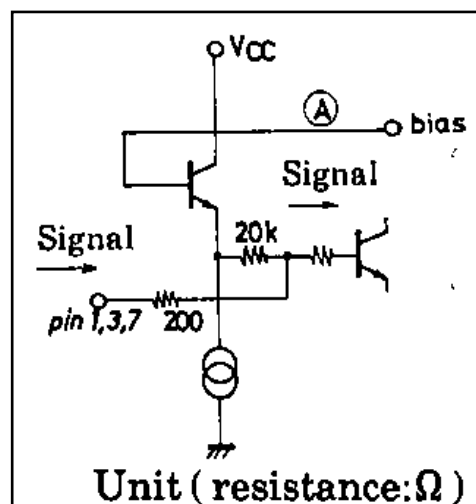 VCC
A
bias
Signal
Signal
20k
pin 1,3,7
200
Unit ( resistance:Ω )